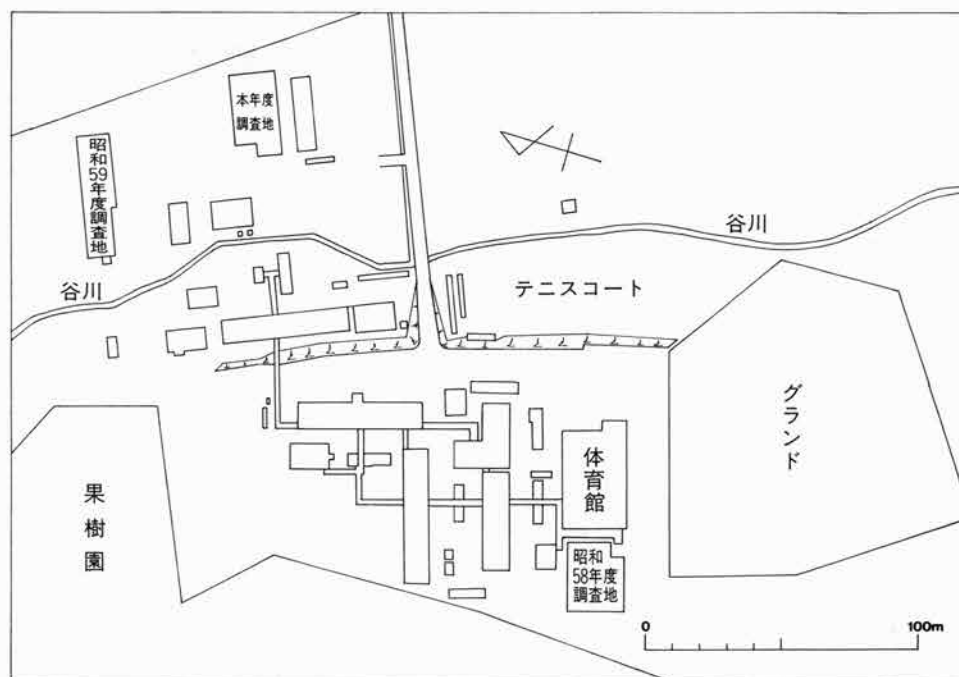 本年度
調査地
昭和59年度調査地
谷川
谷川
テニスコート
グランド
体育館
果樹園
昭和
58年度
調査地
0
100m